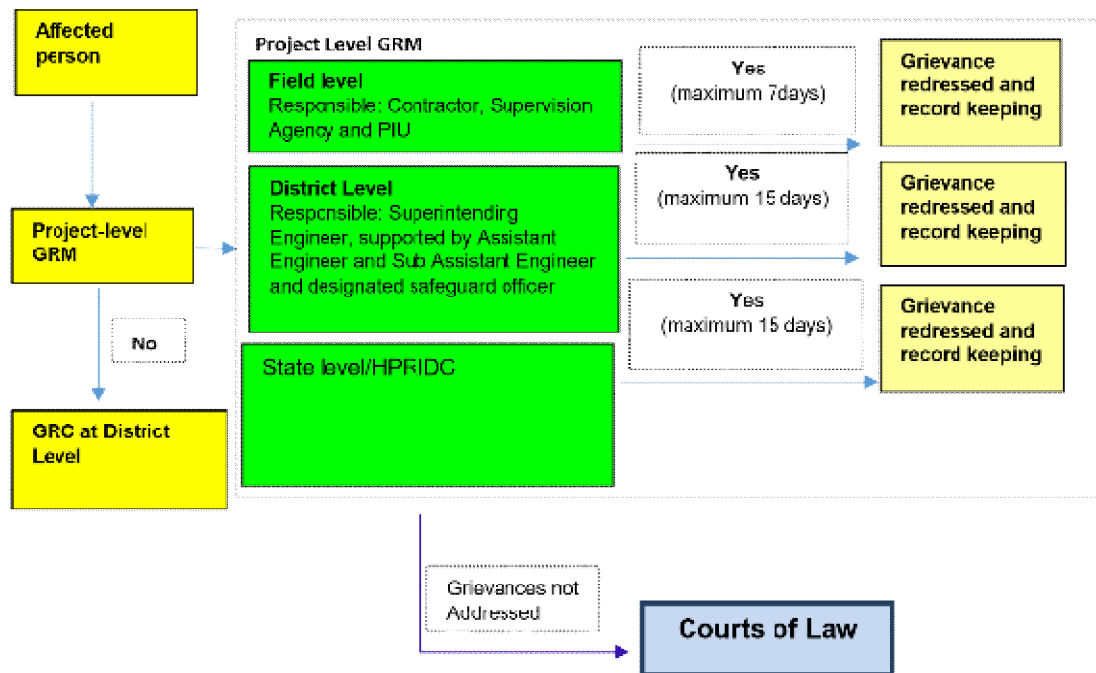 Affected
person
Project-level
GRM
No
GRC at District
Level
Project Level GRM
Field level
Responsible: Contractor, Supervision
Agency and PIU
Yes
(maximum 7days)
Grievance
redressed and
record keeping
District Level
Responsible: Superintending
Engineer, supported by Assistant
Engineer and Sub Assistant Engineer
and designated safeguard officer
Yes
(maximum 15 days)
Grievance
redressed and
record keeping
State level/HPRIDC
Yes
(maximum 15 days)
Grievance
redressed and
record keeping
Grievances not
Addressed
Courts of Law